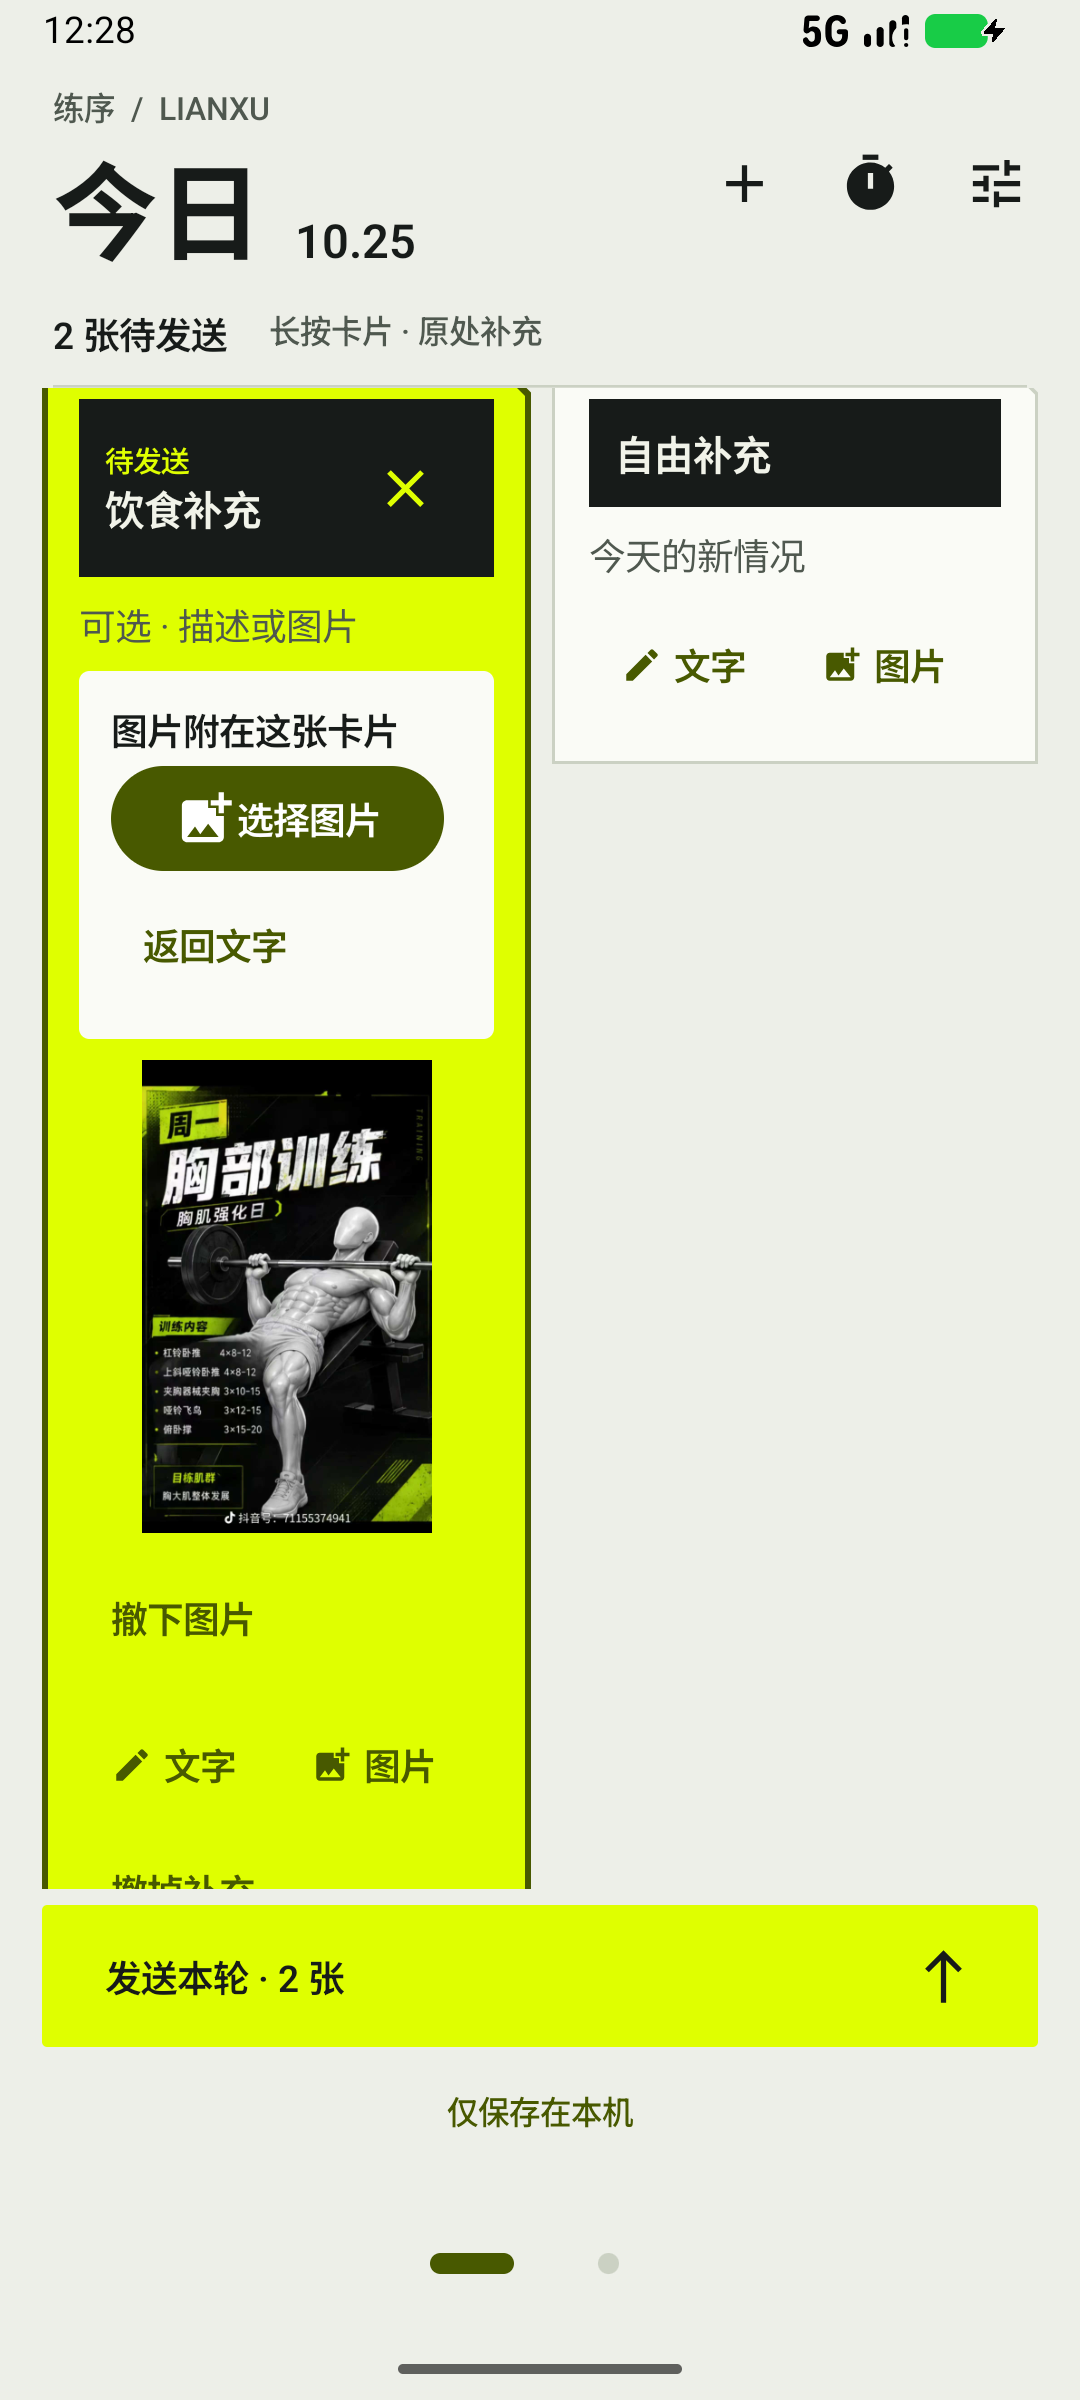 12:28
5G
练序 / LIANXU
今日 10.25
2 张待发送 长按卡片 · 原处补充
待发送
饮食补充
可选 · 描述或图片
图片附在这张卡片
选择图片
返回文字
周一
TRAINING
胸部训练
胸肌强化日
训练内容
• 杠铃卧推 4×8-12
• 上斜哑铃卧推 4×8-12
• 夹胸器械夹胸 3×10-15
• 哑铃飞鸟 3×12-15
• 俯卧撑 3×15-20
目标肌群
胸大肌整体发展
抖音号: 71155374941
撤下图片
文字 图片
撤掉补充
自由补充
今天的新情况
文字 图片
发送本轮 · 2 张
仅保存在本机